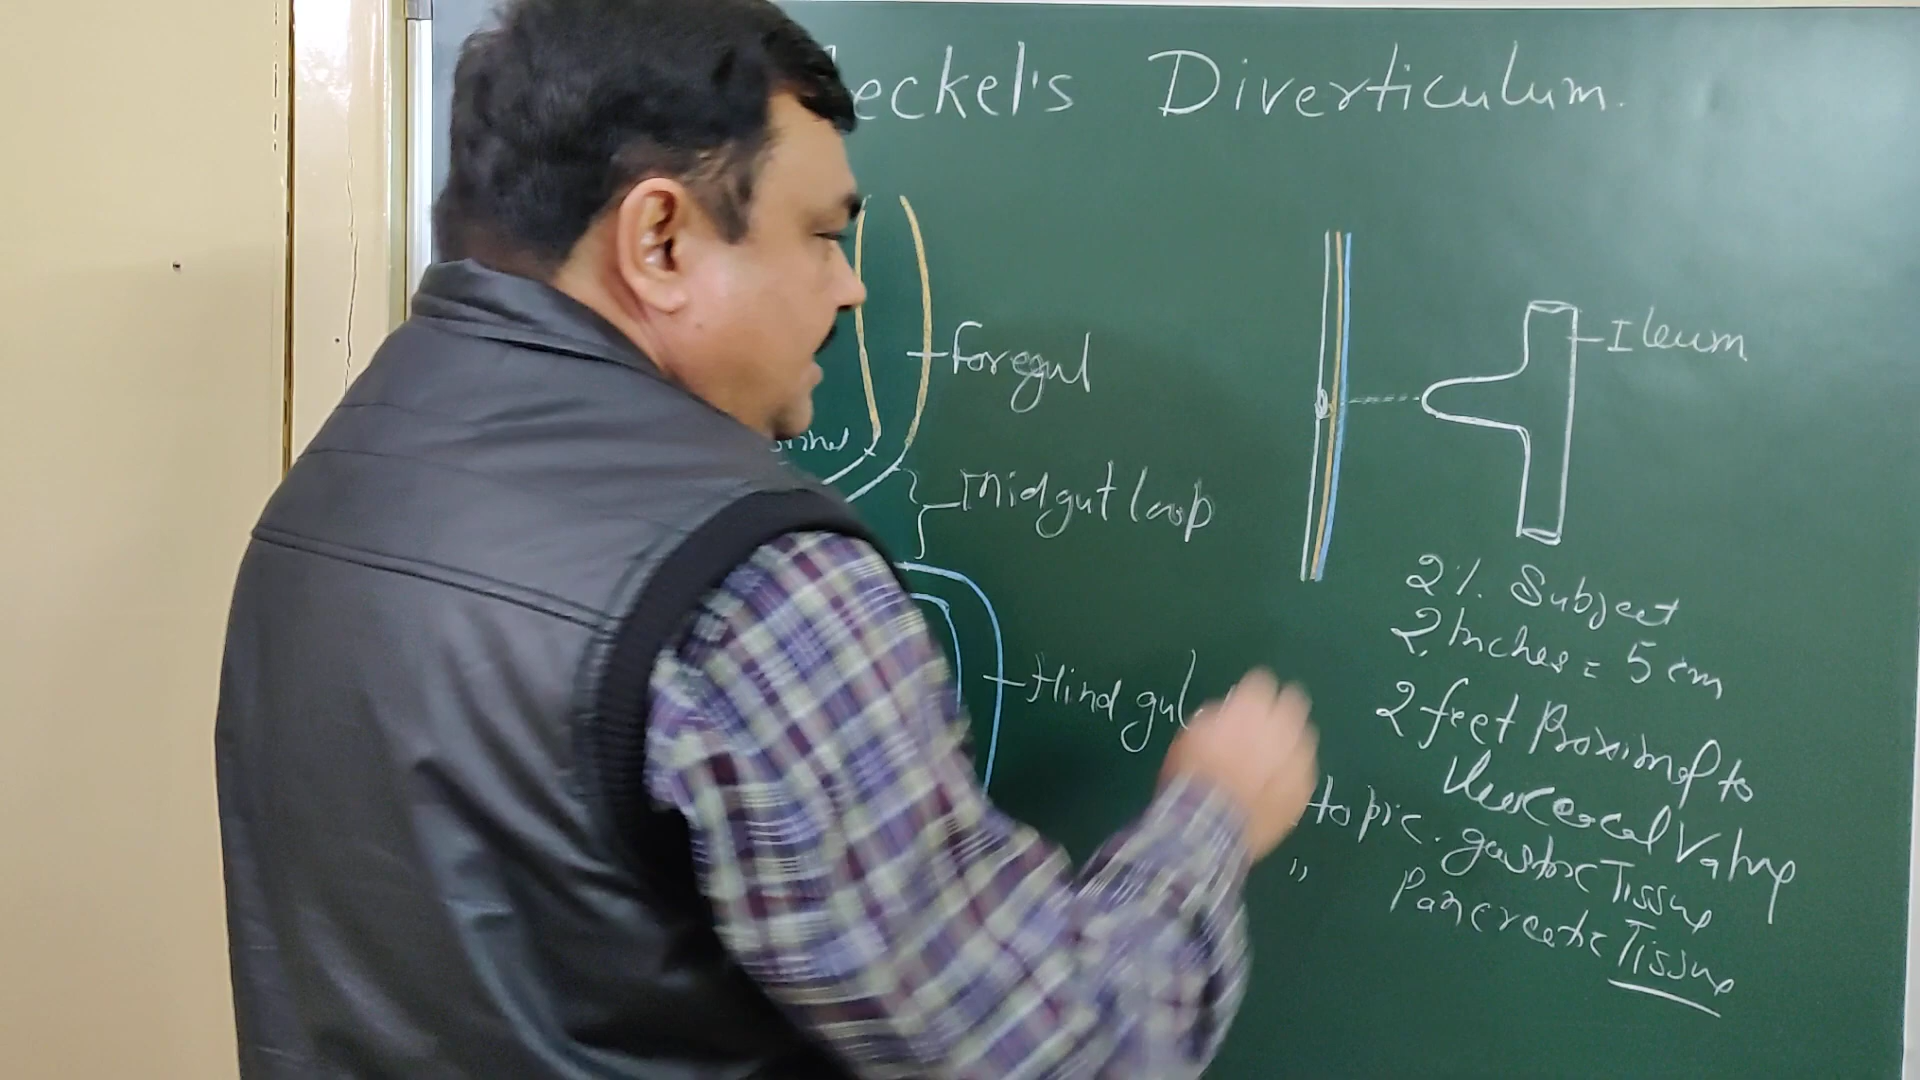 eckel's Diverticulum.
Foregut
Midgut loop
Hind gut
Ileum
2%. Subject
2 Inches = 5 cm
2 feet Proximal to
Ileocecal Valve
topic. gastric Tissue
" Pancreatic Tissue